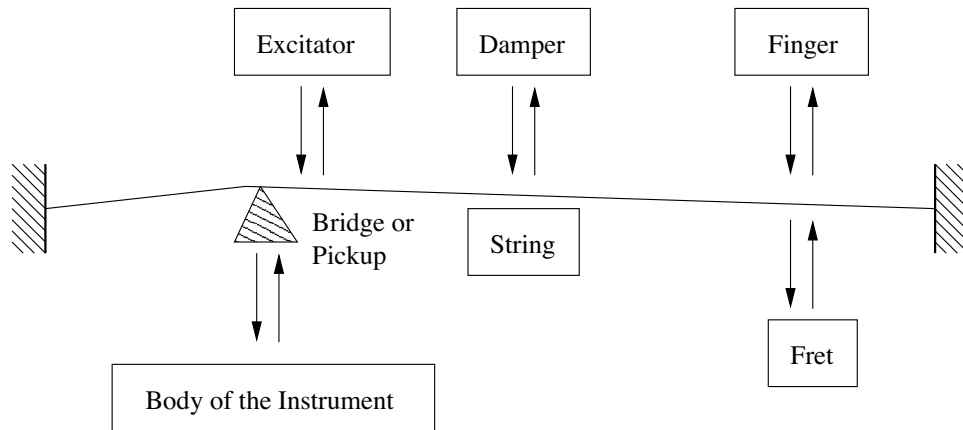 Excitator
Damper
Finger
Bridge or
Pickup
String
Fret
Body of the Instrument